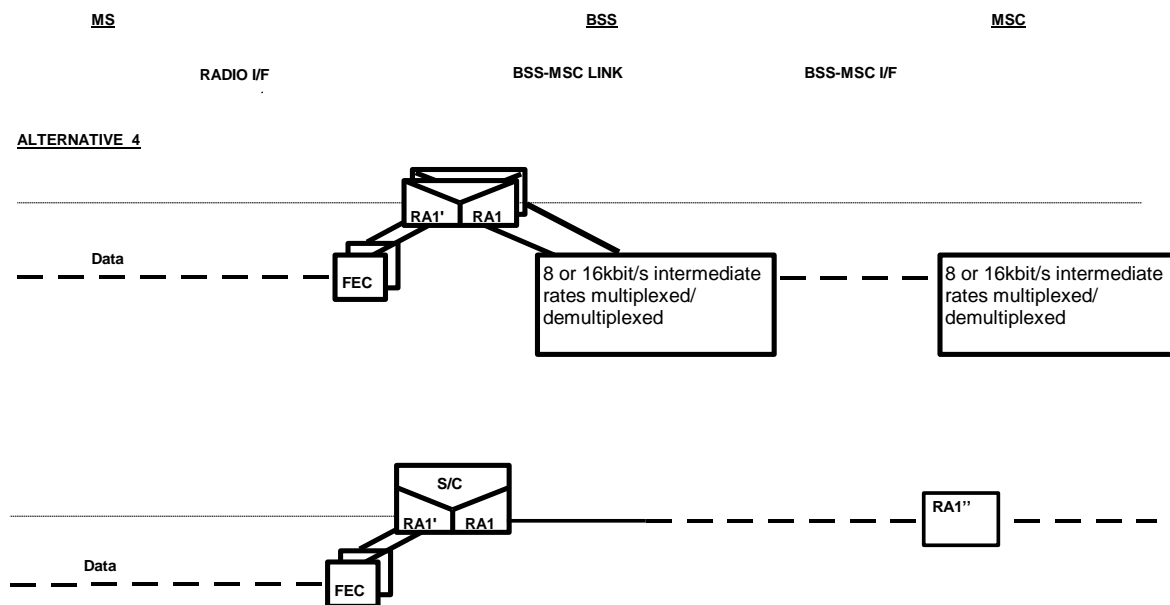 MS BSS MSC
RADIO I/F BSS-MSC LINK BSS-MSC I/F
ALTERNATIVE 4
RA1' RA1
Data
FEC
8 or 16kbit/s intermediate
rates multiplexed/
demultiplexed
8 or 16kbit/s intermediate
rates multiplexed/
demultiplexed
S/C
RA1' RA1
RA1''
Data
FEC